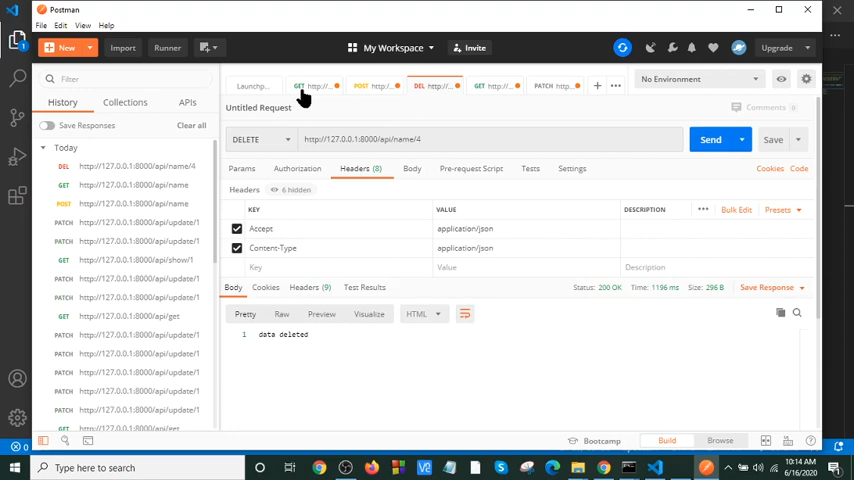 Postman
File Edit View Help
New Import Runner My Workspace Invite Upgrade
Filter
Launchp... GET http://... POST http:/... DEL http://... GET http://... PATCH http... No Environment
History Collections APIs
Untitled Request Comments 0
Save Responses Clear all
DELETE http://127.0.0.1:8000/api/name/4 Send Save
Today
DEL http://127.0.0.1:8000/api/name/4
GET http://127.0.0.1:8000/api/name
POST http://127.0.0.1:8000/api/name
PATCH http://127.0.0.1:8000/api/update/1
PATCH http://127.0.0.1:8000/api/update/1
GET http://127.0.0.1:8000/api/show/1
PATCH http://127.0.0.1:8000/api/update/1
PATCH http://127.0.0.1:8000/api/update/1
GET http://127.0.0.1:8000/api/get
PATCH http://127.0.0.1:8000/api/update/1
PATCH http://127.0.0.1:8000/api/update/1
PATCH http://127.0.0.1:8000/api/update/1
PATCH http://127.0.0.1:8000/api/update/1
PATCH http://127.0.0.1:8000/api/update/1
GET http://127.0.0.1:8000/api/get
Params Authorization Headers (8) Body Pre-request Script Tests Settings Cookies Code
Headers 6 hidden
KEY VALUE DESCRIPTION Bulk Edit Presets
Accept application/json
Content-Type application/json
Key Value Description
Body Cookies Headers (9) Test Results Status: 200 OK Time: 1196 ms Size: 296 B Save Response
Pretty Raw Preview Visualize HTML
1 data deleted
Bootcamp Build Browse
0
Type here to search
10:14 AM
6/16/2020